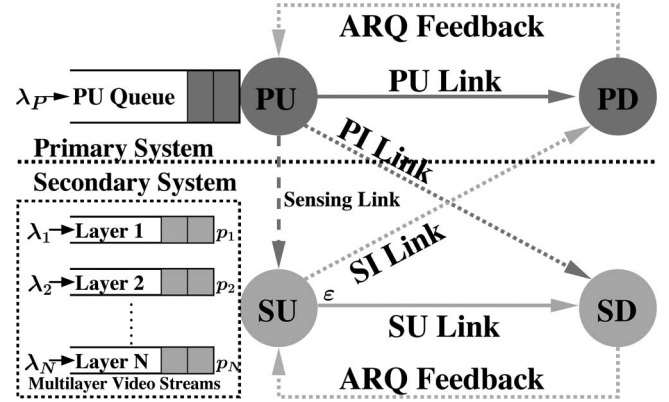 ARQ Feedback
λP PU Queue PU PU Link PD
Primary System
PI Link
Secondary System
Sensing Link
λ1 Layer 1 p1
SI Link
λ2 Layer 2 p2
SU ε SU Link SD
λN Layer N pN
Multilayer Video Streams
ARQ Feedback